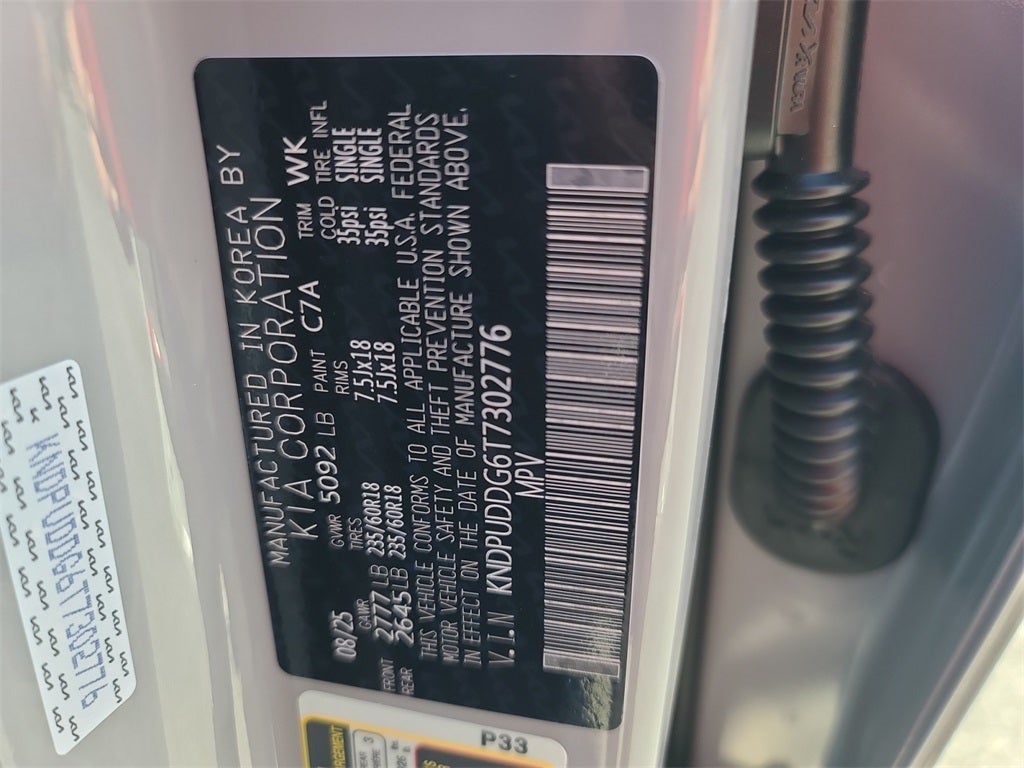 MANUFACTURED IN KOREA BY
KIA CORPORATION
08/25 GVWR 5092 LB PAINT C7A TRIM WK
GAWR TIRES RIMS COLD TIRE INFL
FRONT 2777 LB 235/60R18 7.5Jx18 35psi SINGLE
REAR 2645 LB 235/60R18 7.5Jx18 35psi SINGLE
THIS VEHICLE CONFORMS TO ALL APPLICABLE U.S.A. FEDERAL
MOTOR VEHICLE SAFETY AND THEFT PREVENTION STANDARDS
IN EFFECT ON THE DATE OF MANUFACTURE SHOWN ABOVE.
V.I.N KNDPUDDG6T7302776
MPV
KNDPUDDG6T7302776
P33